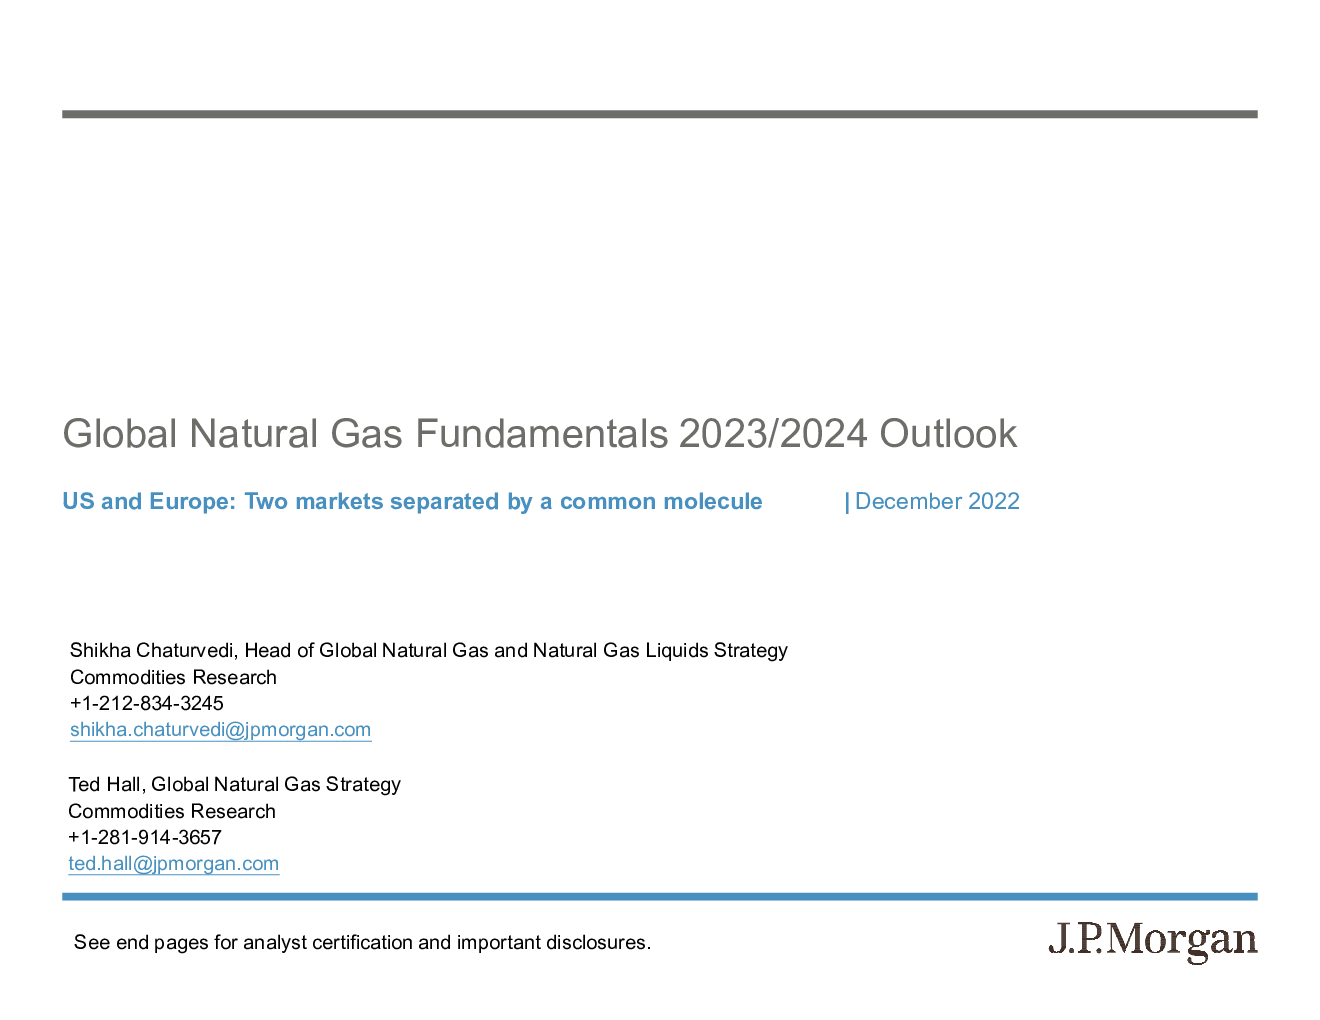 Global Natural Gas Fundamentals 2023/2024 Outlook
US and Europe: Two markets separated by a common molecule | December 2022
Shikha Chaturvedi, Head of Global Natural Gas and Natural Gas Liquids Strategy
Commodities Research
+1-212-834-3245
shikha.chaturvedi@jpmorgan.com
Ted Hall, Global Natural Gas Strategy
Commodities Research
+1-281-914-3657
ted.hall@jpmorgan.com
See end pages for analyst certification and important disclosures.
J.P.Morgan